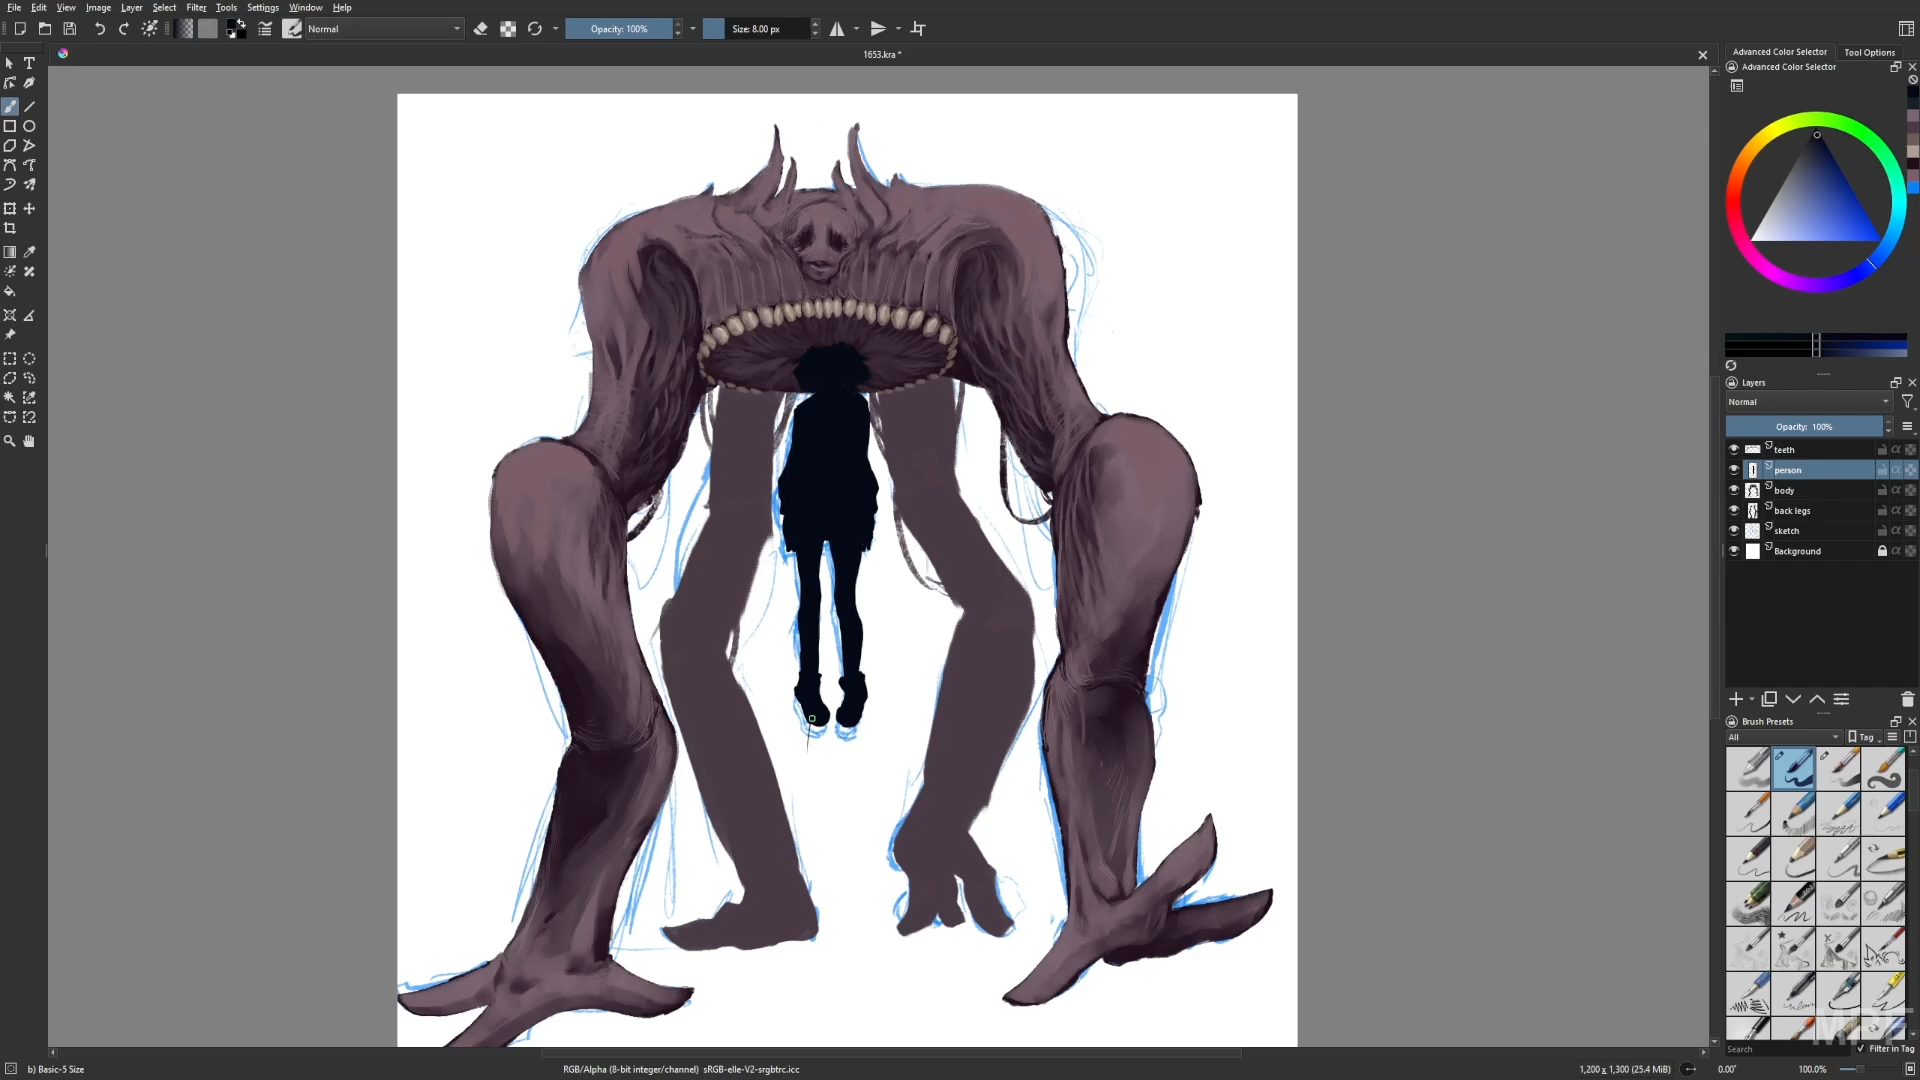 File Edit View Image Layer Select Filter Tools Settings Window Help
Normal Opacity: 100% Size: 8.00 px
1653.kra *
Advanced Color Selector Tool Options
Advanced Color Selector
Layers
Normal
Opacity: 100%
teeth
person
body
back legs
sketch
Background
Brush Presets
All Tag
Search Filter in Tag
b) Basic-5 Size RGB/Alpha (8-bit integer/channel) sRGB-elle-V2-srgbtrc.icc 1,200 x 1,300 (25.4 MiB) 0.00° 100.0%